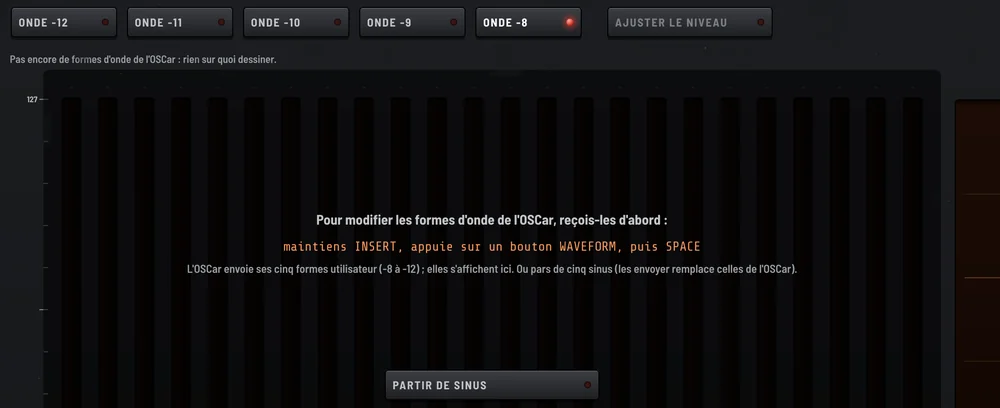 ONDE -12 ONDE -11 ONDE -10 ONDE -9 ONDE -8 AJUSTER LE NIVEAU
Pas encore de formes d'onde de l'OSCar : rien sur quoi dessiner.
127
Pour modifier les formes d'onde de l'OSCar, reçois-les d'abord :
maintiens INSERT, appuie sur un bouton WAVEFORM, puis SPACE
L'OSCar envoie ses cinq formes utilisateur (-8 à -12) ; elles s'affichent ici. Ou pars de cinq sinus (les envoyer remplace celles de l'OSCar).
PARTIR DE SINUS